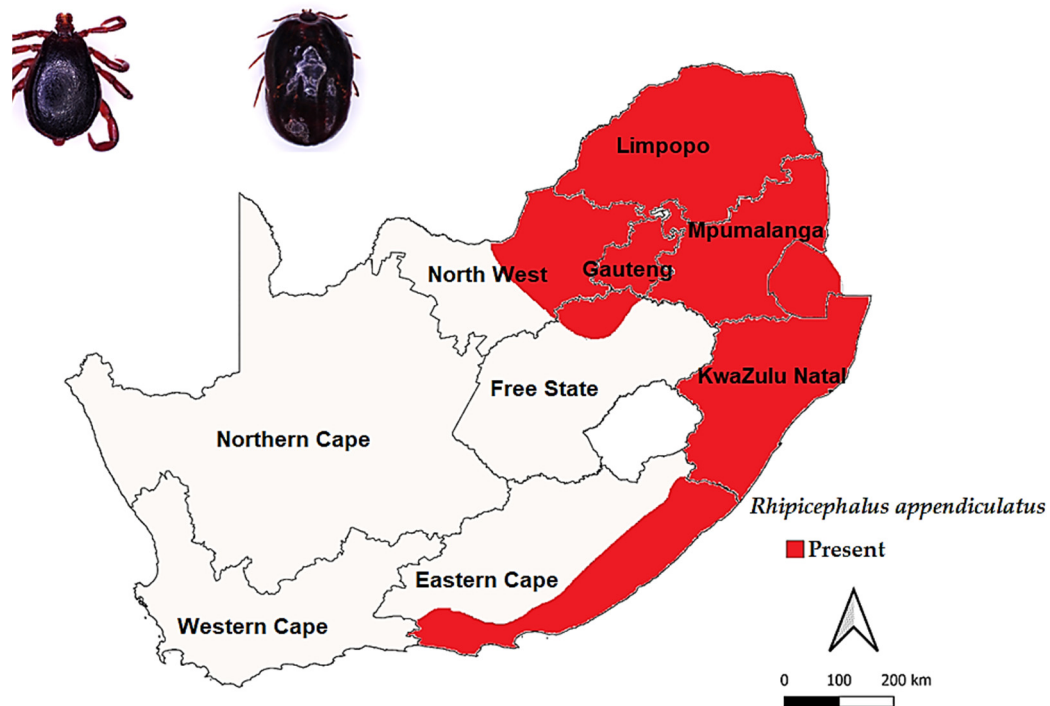 Limpopo
Mpumalanga
North West
Gauteng
KwaZulu Natal
Free State
Northern Cape
Rhipicephalus appendiculatus
Present
Eastern Cape
Western Cape
0 100 200 km